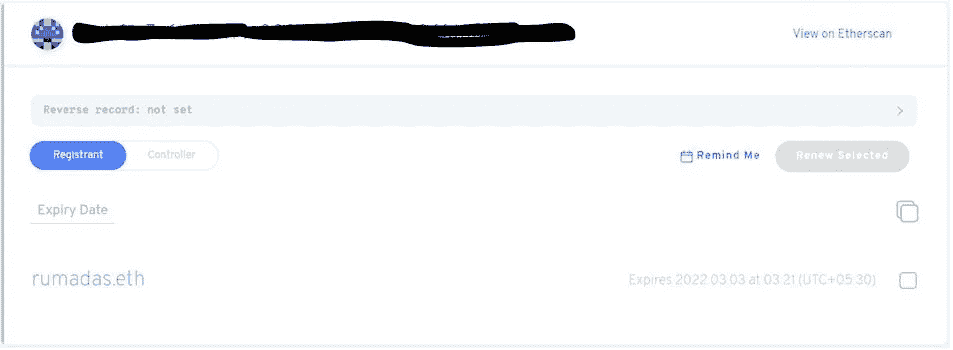 View on Etherscan
Reverse record: not set
Registrant Controller Remind Me Renew Selected
Expiry Date
rumadas.eth Expires 2022.03.03 at 03:21 (UTC+05:30)